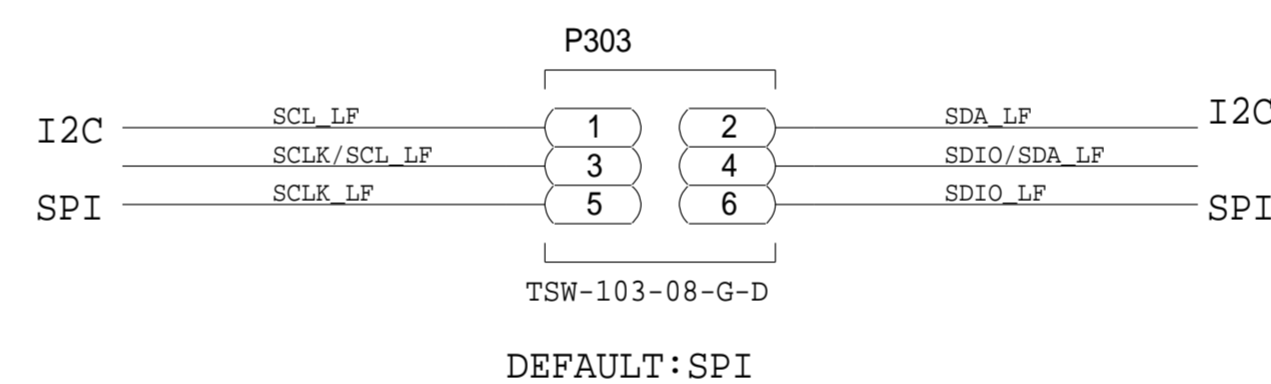 P303
I2C SCL_LF 1 2 SDA_LF I2C
SCLK/SCL_LF 3 4 SDIO/SDA_LF
SPI SCLK_LF 5 6 SDIO_LF SPI
TSW-103-08-G-D
DEFAULT:SPI